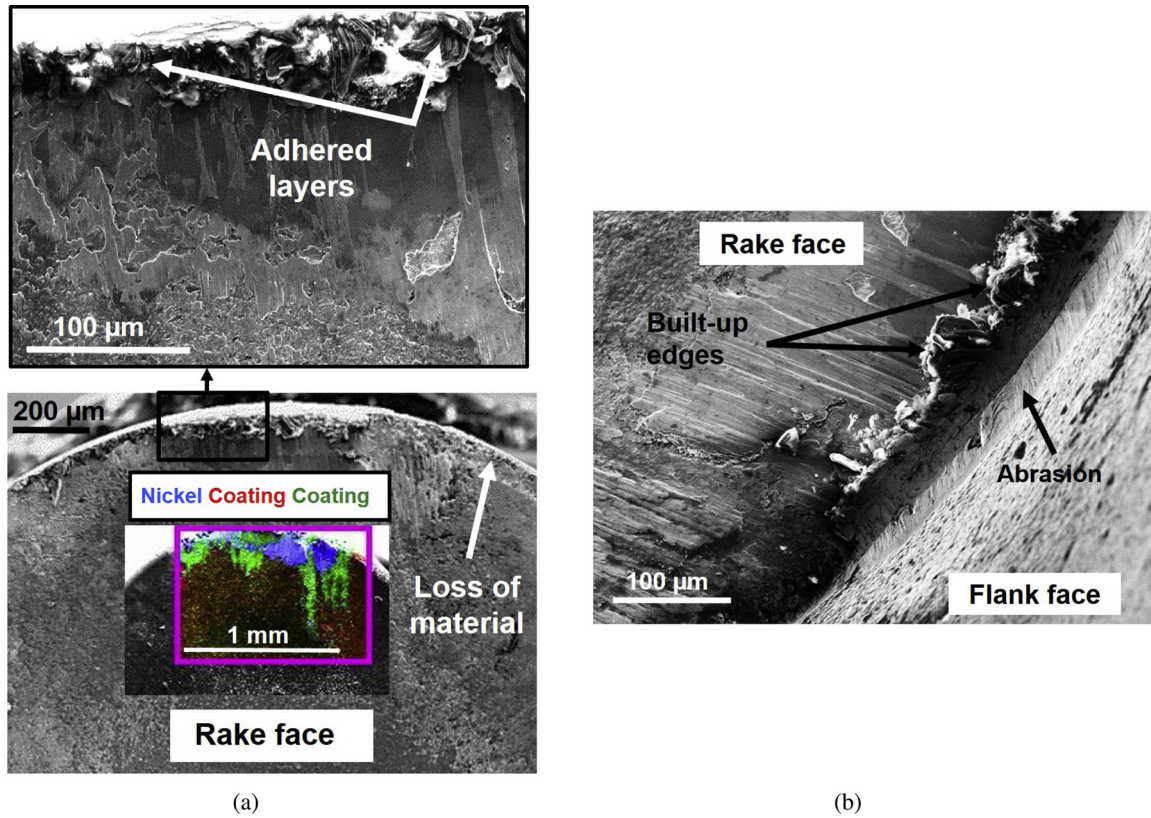 Adhered
layers
100 µm
200 µm
Nickel Coating Coating
Loss of
material
1 mm
Rake face
(a)
Rake face
Built-up
edges
Abrasion
100 µm
Flank face
(b)